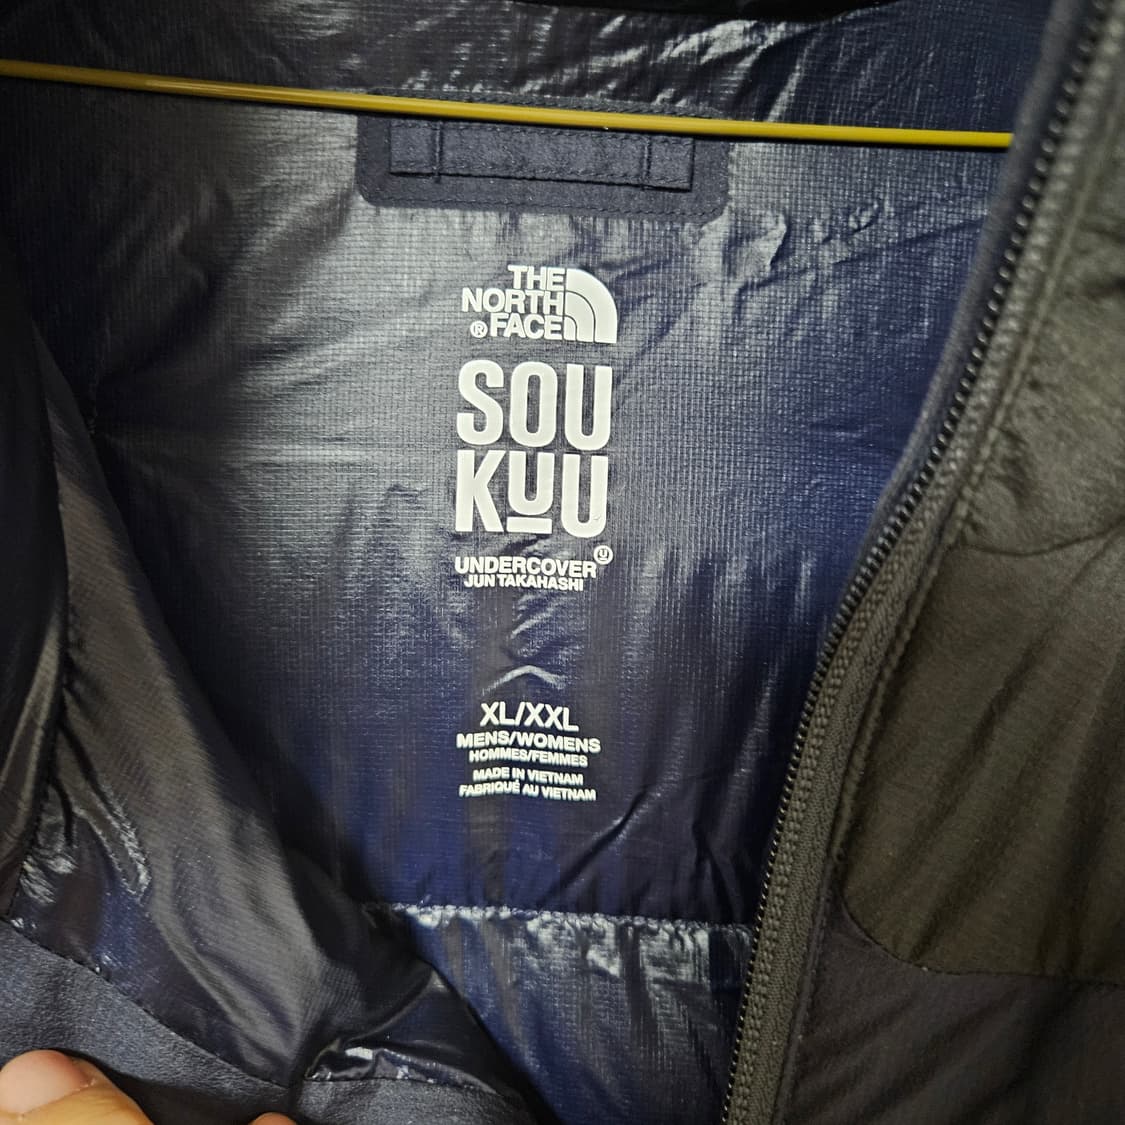 THE
NORTH
® FACE
SOU
KUU
UNDERCOVER
JUN TAKAHASHI
XL/XXL
MENS/WOMENS
HOMMES/FEMMES
MADE IN VIETNAM
FABRIQUÉ AU VIETNAM